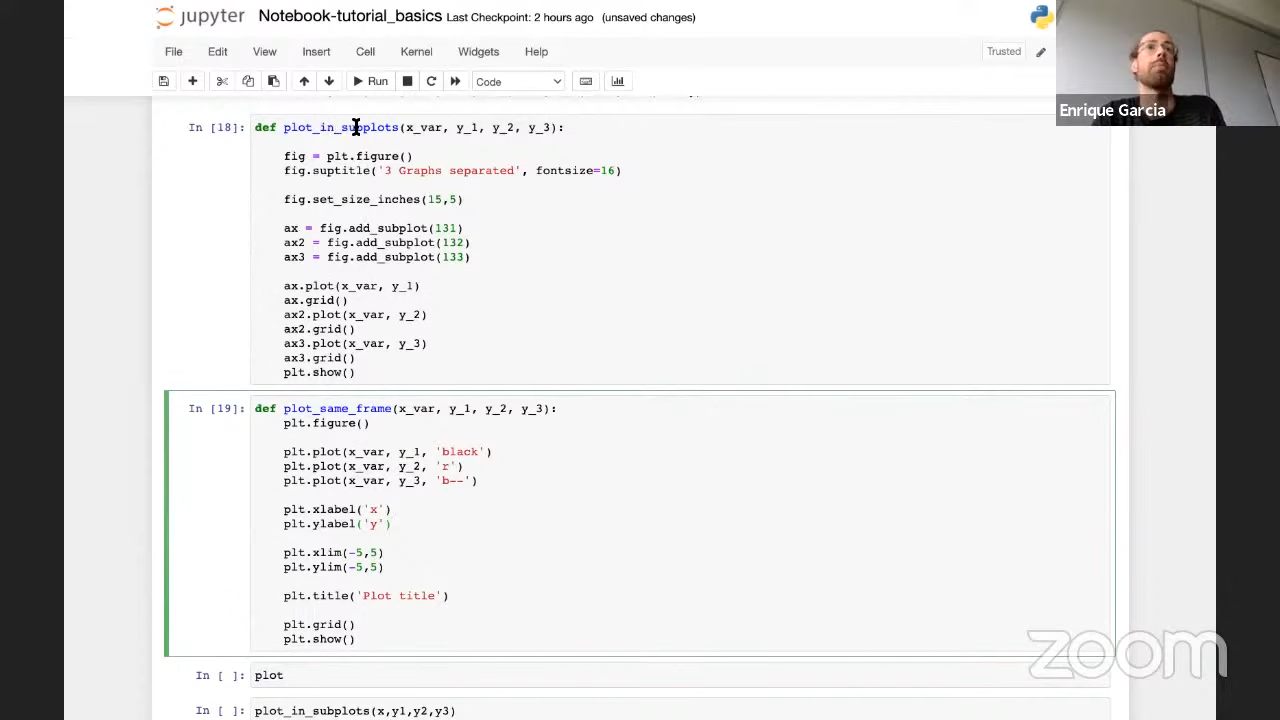 jupyter Notebook-tutorial_basics Last Checkpoint: 2 hours ago (unsaved changes)
File Edit View Insert Cell Kernel Widgets Help Trusted
Run Code
Enrique Garcia
In [18]: def plot_in_subplots(x_var, y_1, y_2, y_3):
fig = plt.figure()
fig.suptitle('3 Graphs separated', fontsize=16)
fig.set_size_inches(15,5)
ax = fig.add_subplot(131)
ax2 = fig.add_subplot(132)
ax3 = fig.add_subplot(133)
ax.plot(x_var, y_1)
ax.grid()
ax2.plot(x_var, y_2)
ax2.grid()
ax3.plot(x_var, y_3)
ax3.grid()
plt.show()
In [19]: def plot_same_frame(x_var, y_1, y_2, y_3):
plt.figure()
plt.plot(x_var, y_1, 'black')
plt.plot(x_var, y_2, 'r')
plt.plot(x_var, y_3, 'b--')
plt.xlabel('x')
plt.ylabel('y')
plt.xlim(-5,5)
plt.ylim(-5,5)
plt.title('Plot title')
plt.grid()
plt.show()
In [ ]: plot
In [ ]: plot_in_subplots(x,y1,y2,y3)
zoom